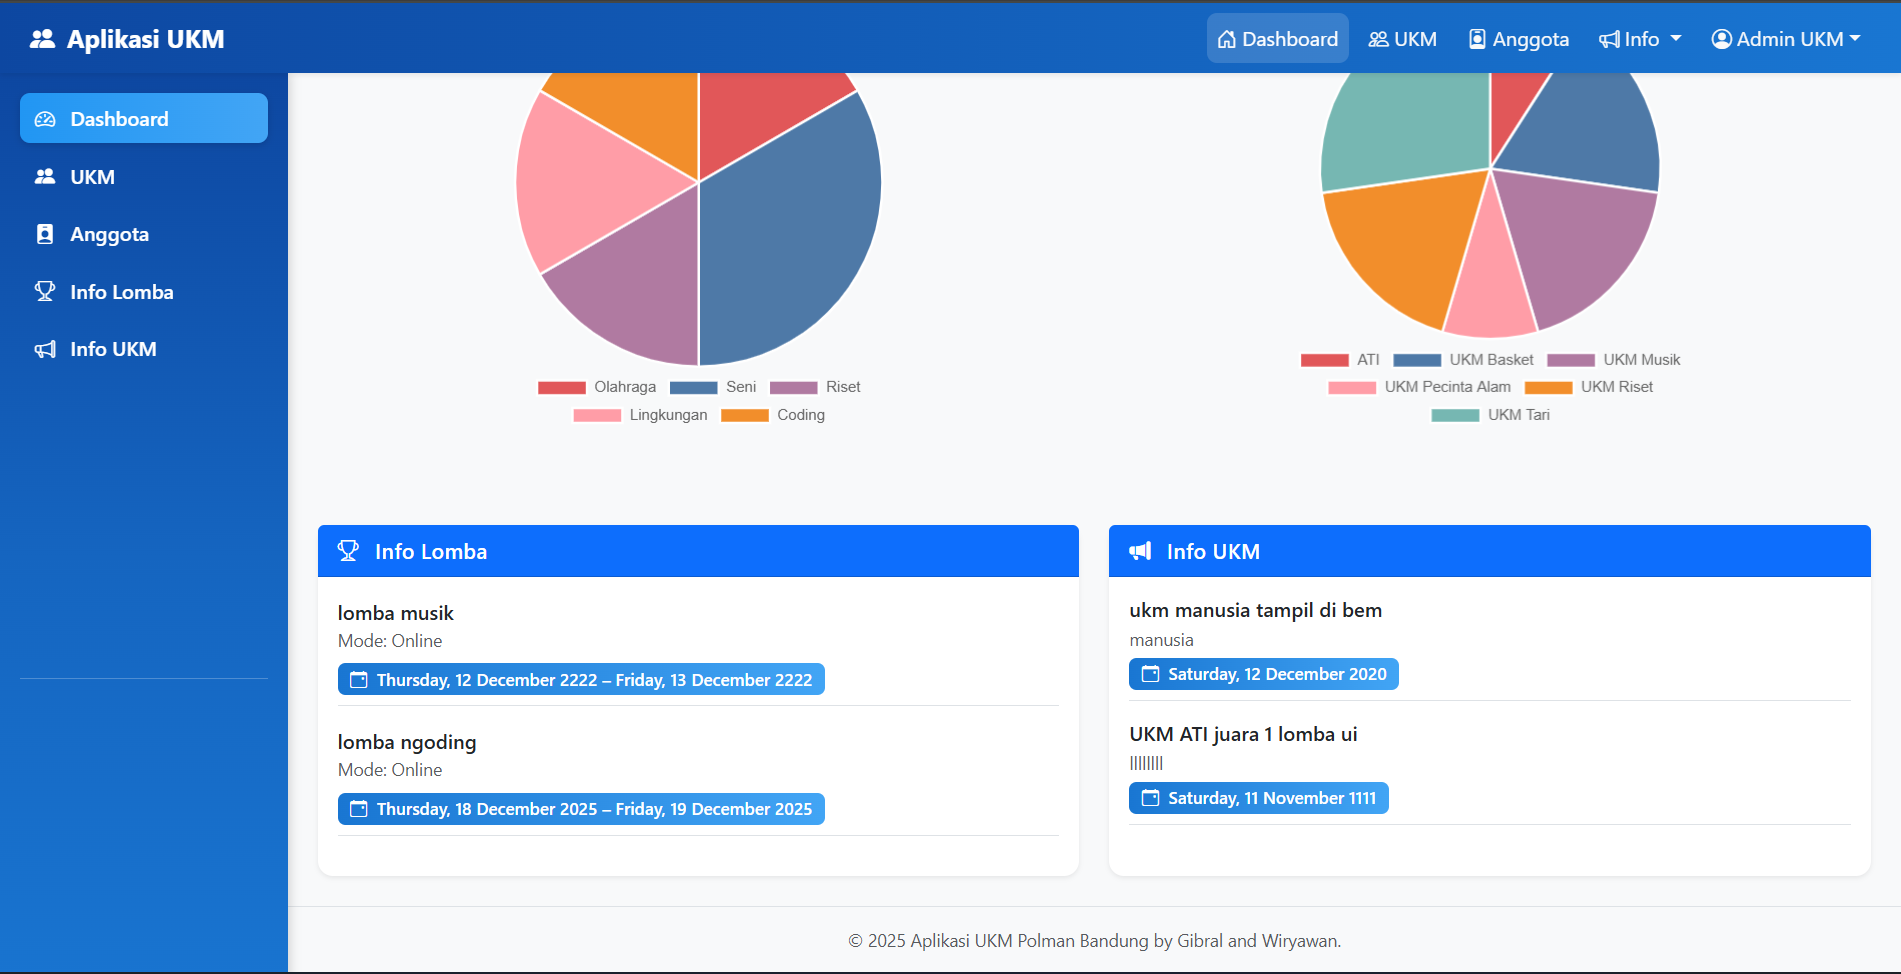 Aplikasi UKM
Dashboard UKM Anggota Info Admin UKM
Dashboard
UKM
Anggota
Info Lomba
Info UKM
Olahraga Seni Riset
Lingkungan Coding
ATI UKM Basket UKM Musik
UKM Pecinta Alam UKM Riset
UKM Tari
Info Lomba
lomba musik
Mode: Online
Thursday, 12 December 2222 – Friday, 13 December 2222
lomba ngoding
Mode: Online
Thursday, 18 December 2025 – Friday, 19 December 2025
Info UKM
ukm manusia tampil di bem
manusia
Saturday, 12 December 2020
UKM ATI juara 1 lomba ui
llllllll
Saturday, 11 November 1111
© 2025 Aplikasi UKM Polman Bandung by Gibral and Wiryawan.